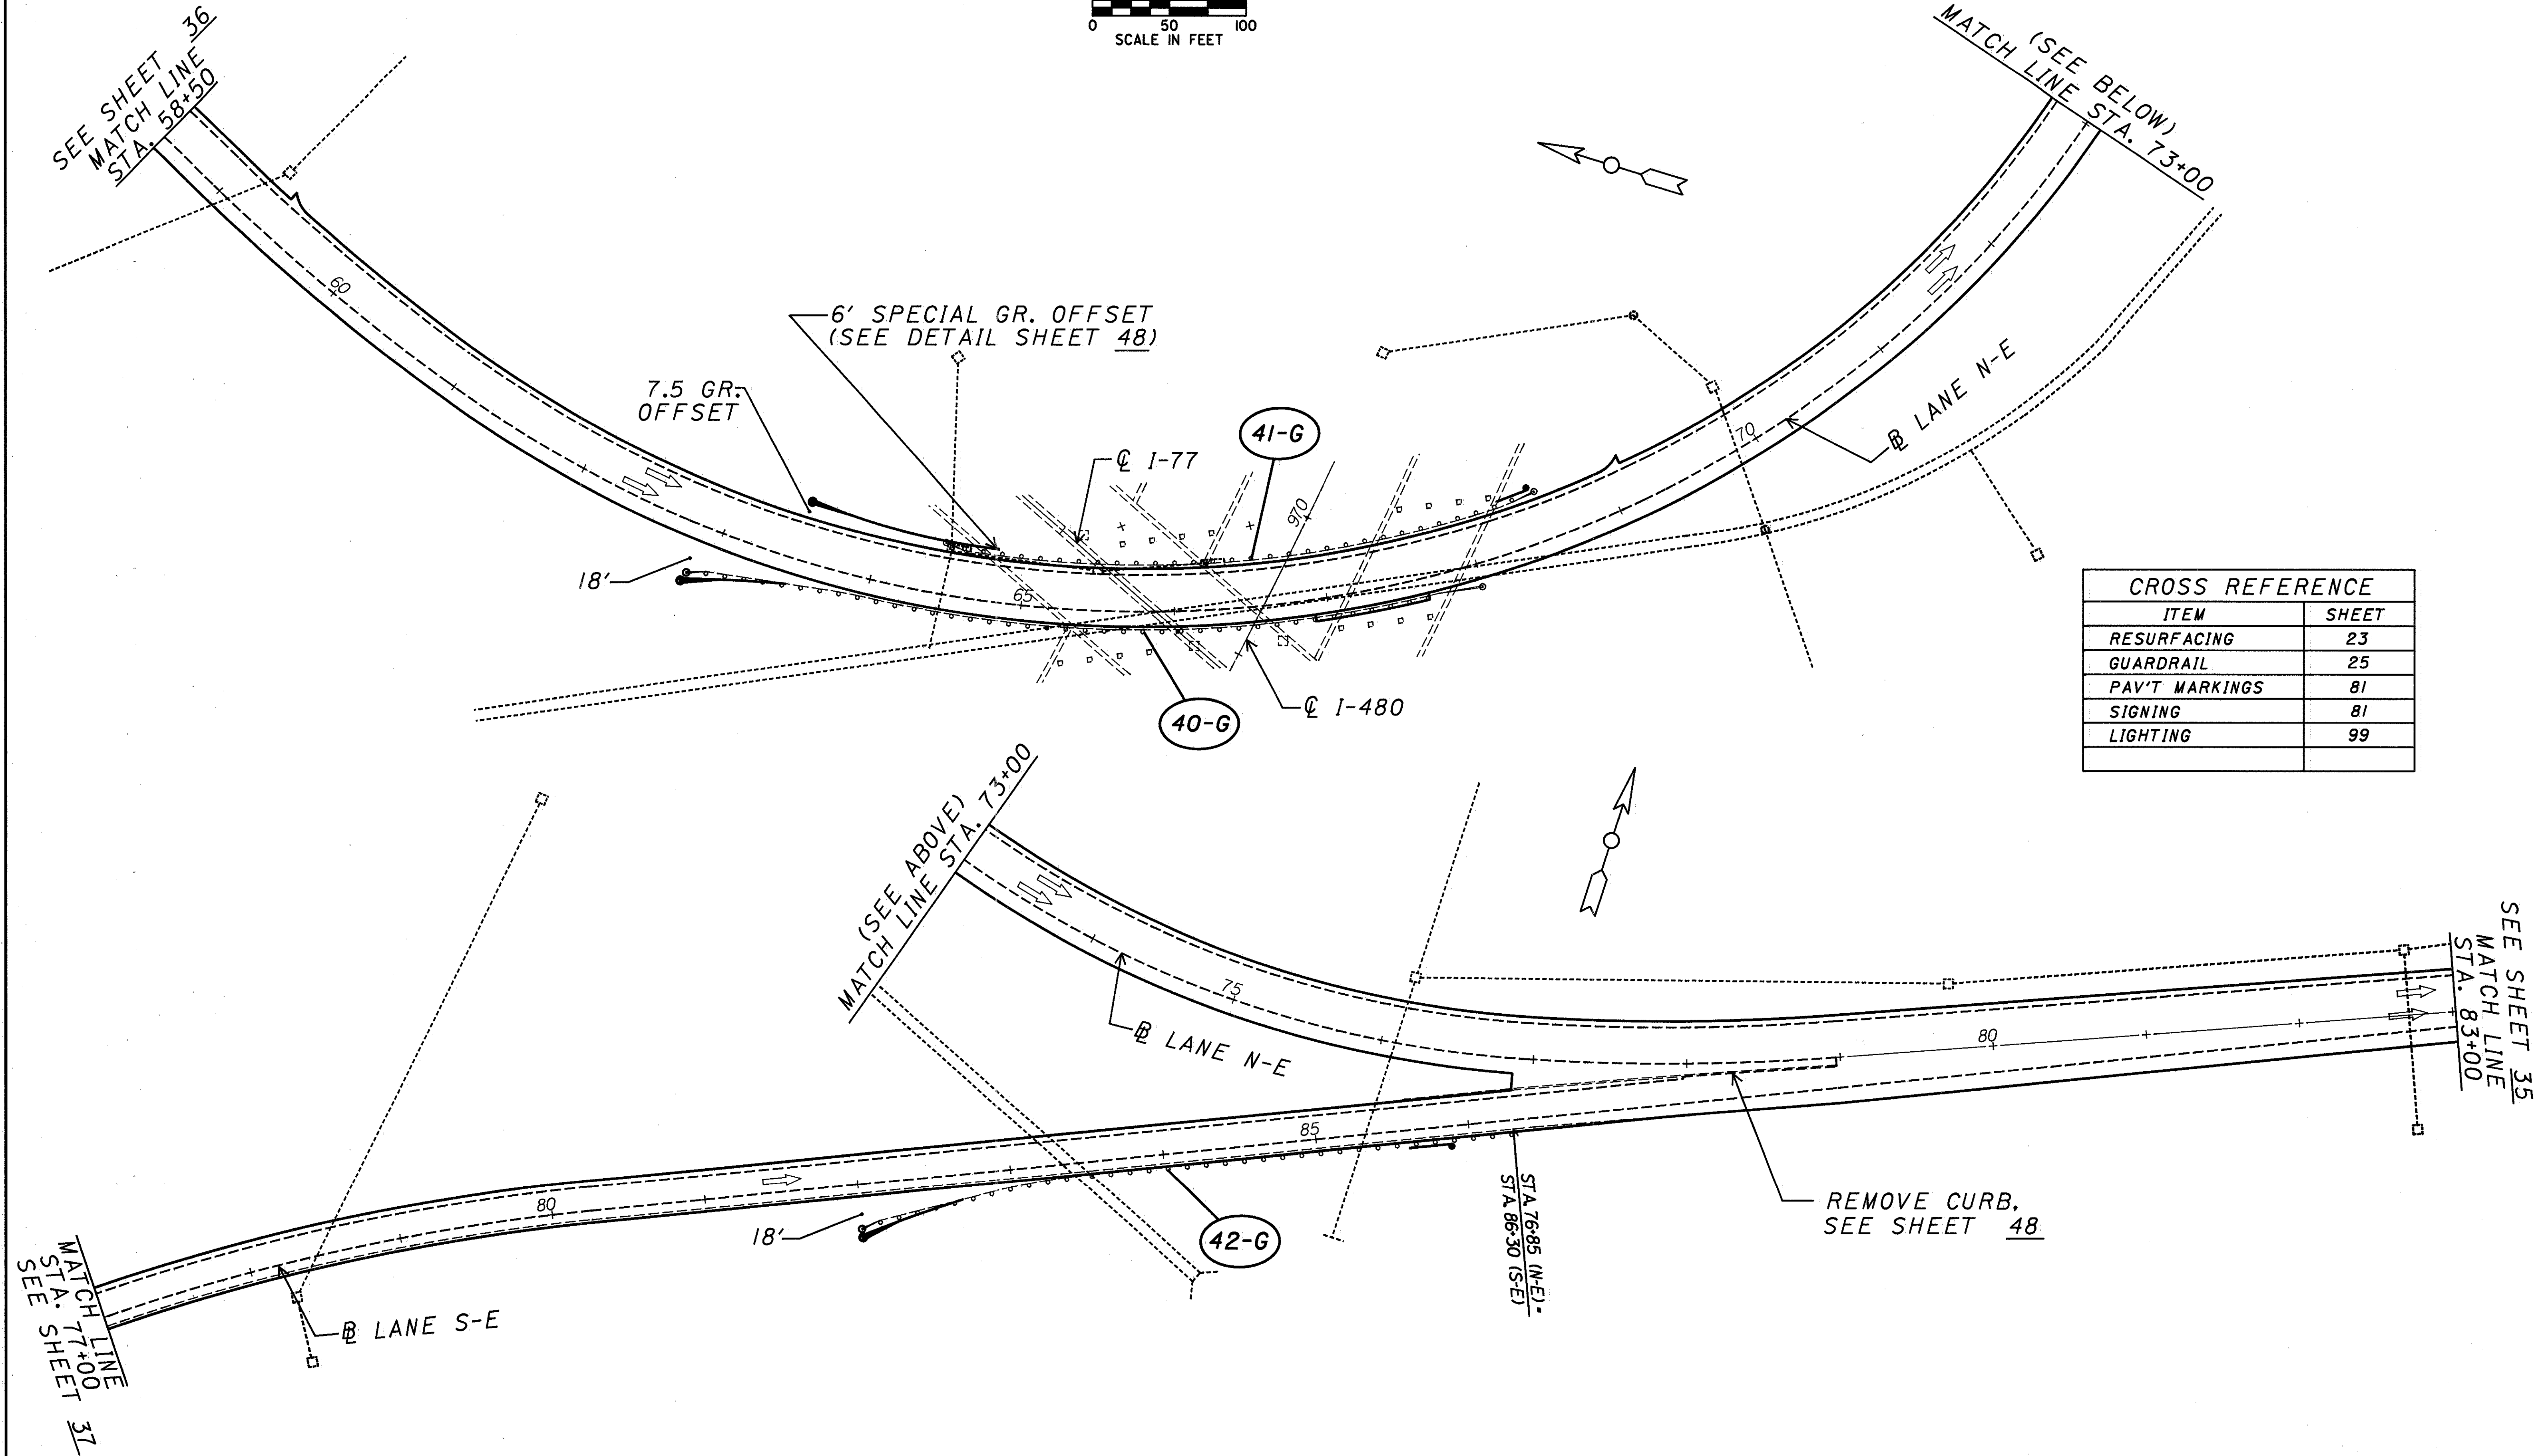 0 50 100
SCALE IN FEET
SEE SHEET 36
MATCH LINE
STA. 58+50
(SEE BELOW)
MATCH LINE STA. 73+00
60
6' SPECIAL GR. OFFSET
(SEE DETAIL SHEET 48)
7.5 GR.
OFFSET
41-G
℄ I-77
970
70
BL LANE N-E
18'
65
40-G
℄ I-480
CROSS REFERENCE
ITEM SHEET
RESURFACING 23
GUARDRAIL 25
PAV'T MARKINGS 81
SIGNING 81
LIGHTING 99
(SEE ABOVE)
MATCH LINE STA. 73+00
75
BL LANE N-E
80
SEE SHEET 35
MATCH LINE
STA. 83+00
85
80
18'
42-G
STA. 76+85 (N-E)=
STA. 86+30 (S-E)
REMOVE CURB,
SEE SHEET 48
BL LANE S-E
MATCH LINE
STA. 77+00
SEE SHEET 37